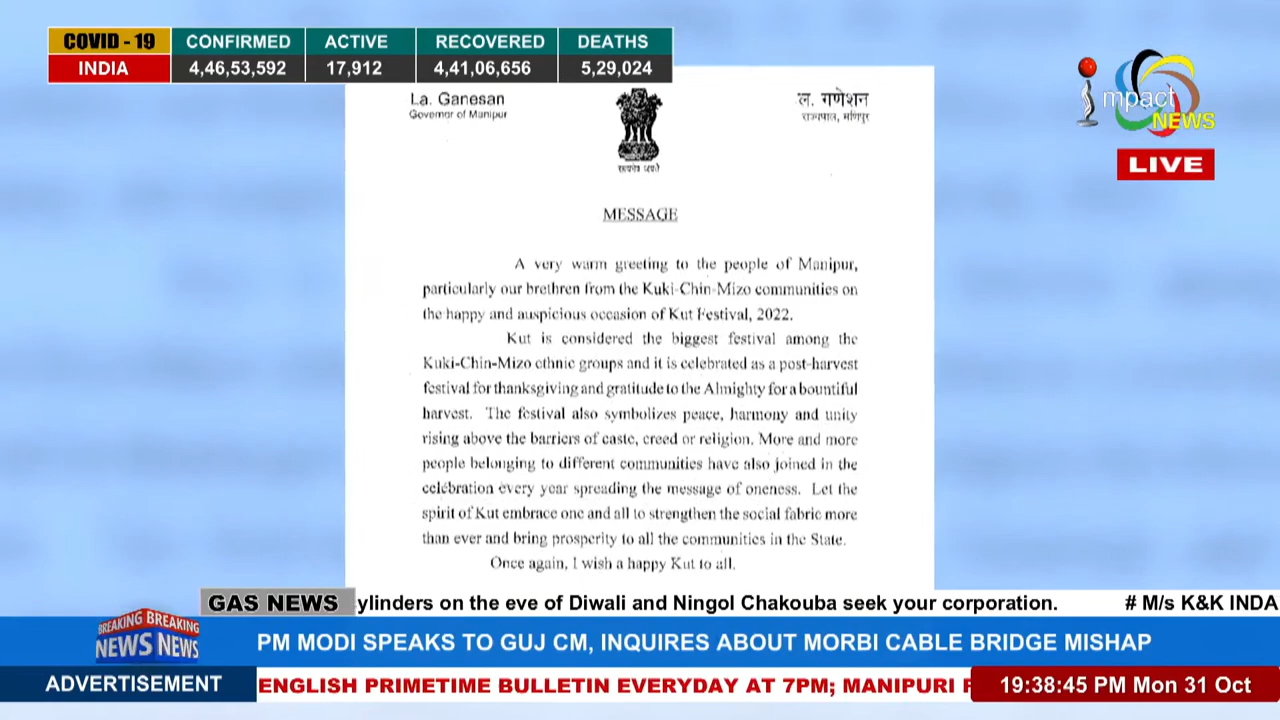 COVID - 19 CONFIRMED ACTIVE RECOVERED DEATHS
INDIA 4,46,53,592 17,912 4,41,06,656 5,29,024
impact
NEWS
LIVE
La. Ganesan
Governor of Manipur
ल. गणेशन
राज्यपाल, मणिपुर
सत्यमेव जयते
MESSAGE
A very warm greeting to the people of Manipur,
particularly our brethren from the Kuki-Chin-Mizo communities on
the happy and auspicious occasion of Kut Festival, 2022.
Kut is considered the biggest festival among the
Kuki-Chin-Mizo ethnic groups and it is celebrated as a post-harvest
festival for thanksgiving and gratitude to the Almighty for a bountiful
harvest. The festival also symbolizes peace, harmony and unity
rising above the barriers of caste, creed or religion. More and more
people belonging to different communities have also joined in the
celebration every year spreading the message of oneness. Let the
spirit of Kut embrace one and all to strengthen the social fabric more
than ever and bring prosperity to all the communities in the State.
Once again, I wish a happy Kut to all.
GAS NEWS ylinders on the eve of Diwali and Ningol Chakouba seek your corporation. # M/s K&K INDA
BREAKING BREAKING
NEWS NEWS
PM MODI SPEAKS TO GUJ CM, INQUIRES ABOUT MORBI CABLE BRIDGE MISHAP
ADVERTISEMENT ENGLISH PRIMETIME BULLETIN EVERYDAY AT 7PM; MANIPURI 19:38:45 PM Mon 31 Oct